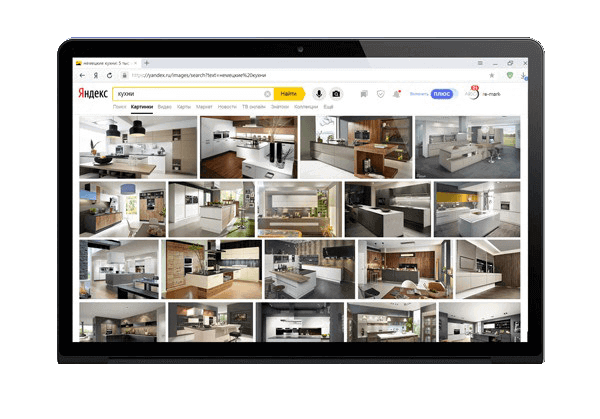 немецкие кухни: 5 тыс
https://yandex.ru/images/search?text=немецкие%20кухни
Яндекс
кухни
Найти
ПЛЮС
re-mark
Поиск Картинки Видео Карты Маркет Новости ТВ онлайн Знатоки Коллекции Ещё